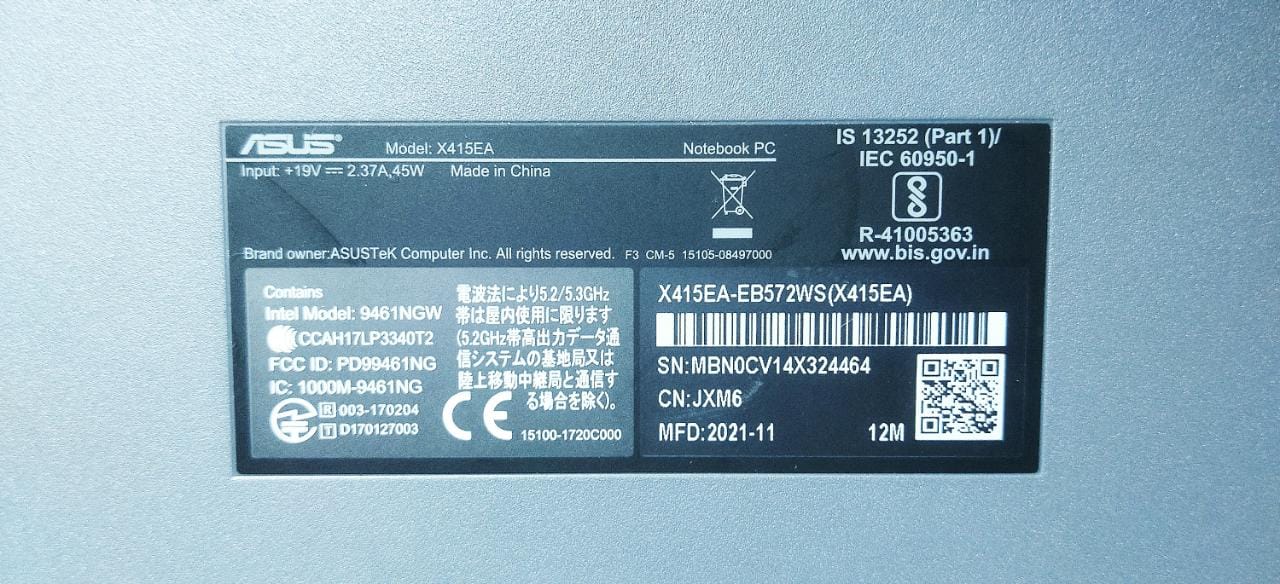 ASUS Model: X415EA Notebook PC
Input: +19V⎓2.37A,45W Made in China
Brand owner:ASUSTeK Computer Inc. All rights reserved. F3 CM-5 15105-08497000
IS 13252 (Part 1)/
IEC 60950-1
R-41005363
www.bis.gov.in
Contains
Intel Model: 9461NGW
CCAH17LP3340T2
FCC ID: PD99461NG
IC: 1000M-9461NG
R 003-170204
T D170127003
電波法により5.2/5.3GHz
帯は屋内使用に限ります
(5.2GHz帯高出力データ通
信システムの基地局又は
陸上移動中継局と通信す
る場合を除く)。
CE 15100-1720C000
X415EA-EB572WS(X415EA)
SN:MBN0CV14X324464
CN:JXM6
MFD:2021-11 12M